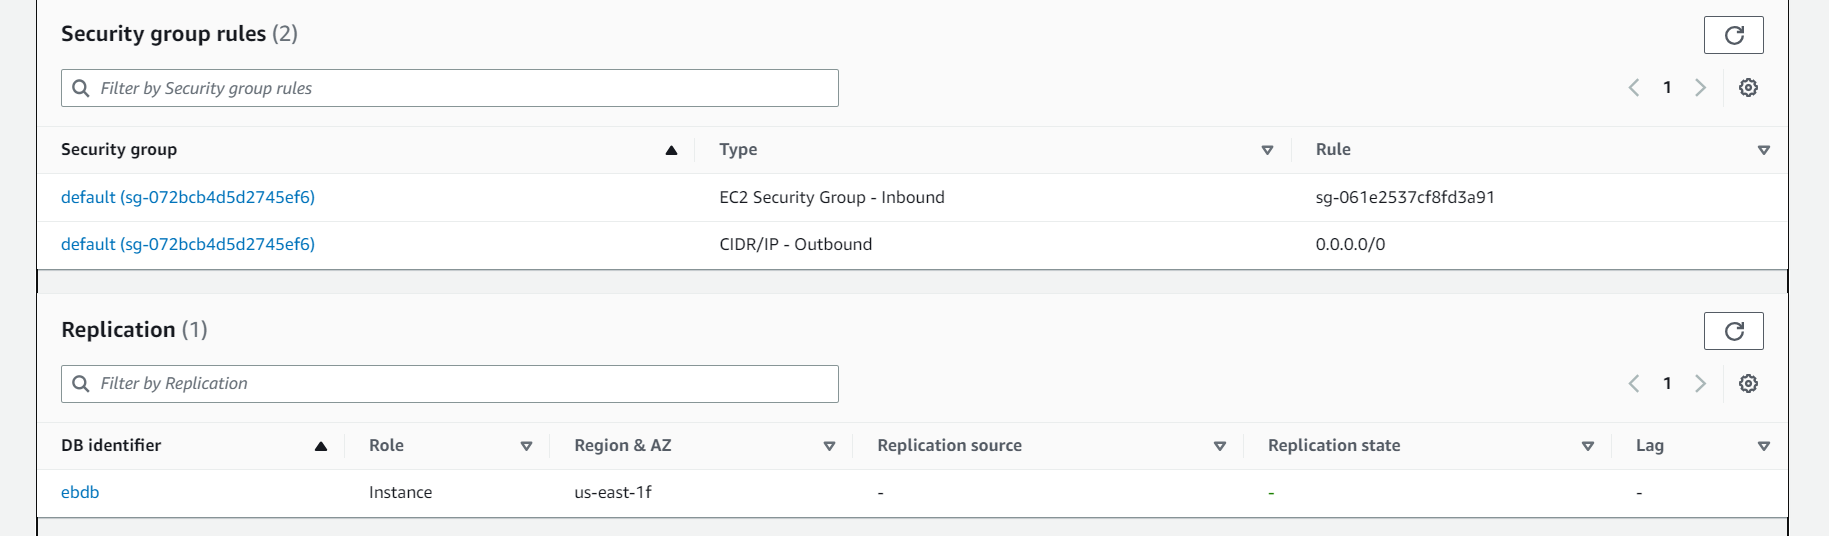 Security group rules (2)
Filter by Security group rules
1
Security group Type Rule
default (sg-072bcb4d5d2745ef6) EC2 Security Group - Inbound sg-061e2537cf8fd3a91
default (sg-072bcb4d5d2745ef6) CIDR/IP - Outbound 0.0.0.0/0
Replication (1)
Filter by Replication
1
DB identifier Role Region & AZ Replication source Replication state Lag
ebdb Instance us-east-1f - - -